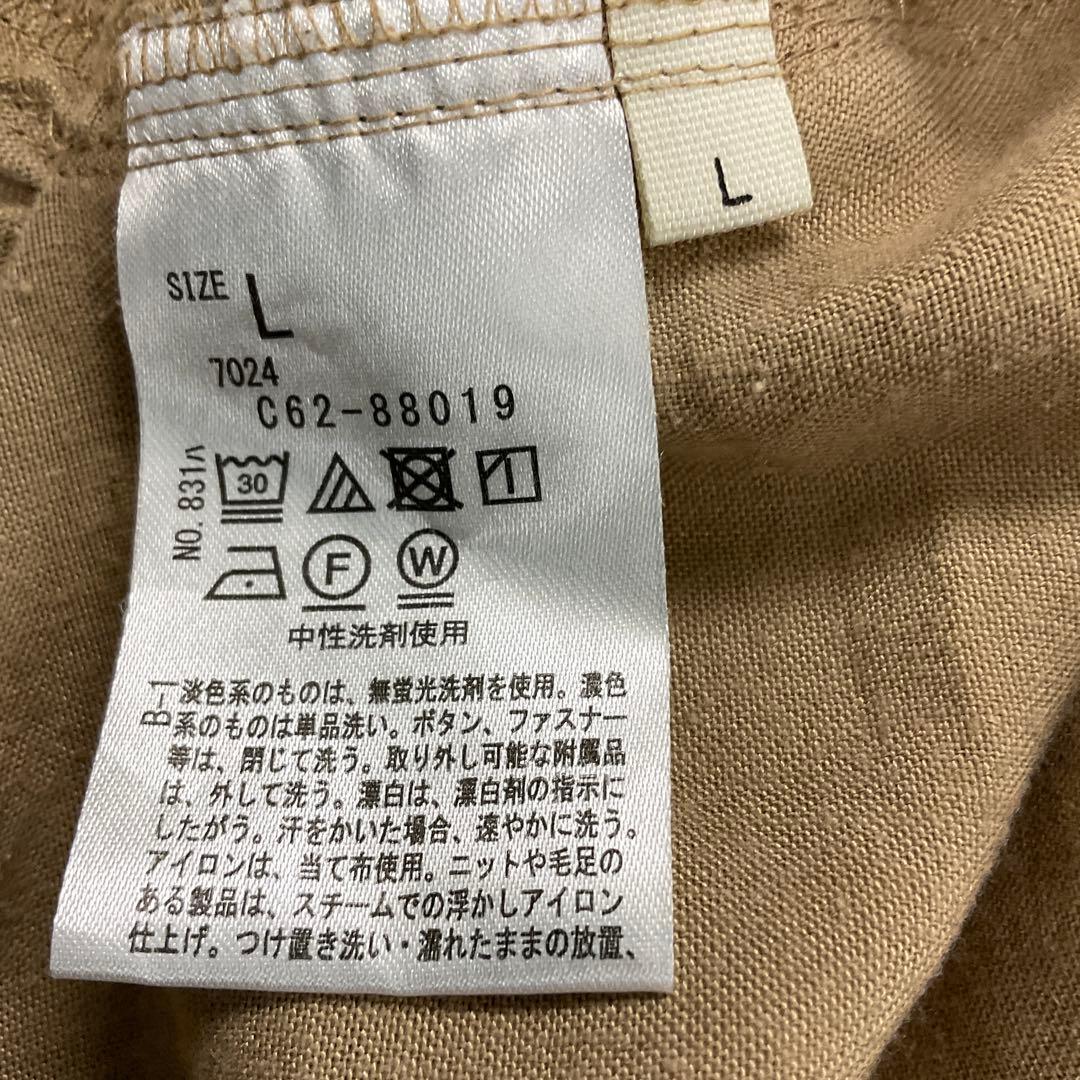 L
SIZE L
7024
C62-88019
NO.831ﾊ
30
F
W
中性洗剤使用
B-1
淡色系のものは、無蛍光洗剤を使用。濃色
系のものは単品洗い。ボタン、ファスナー
等は、閉じて洗う。取り外し可能な附属品
は、外して洗う。漂白は、漂白剤の指示に
したがう。汗をかいた場合、速やかに洗う。
アイロンは、当て布使用。ニットや毛足の
ある製品は、スチームでの浮かしアイロン
仕上げ。つけ置き洗い・濡れたままの放置、